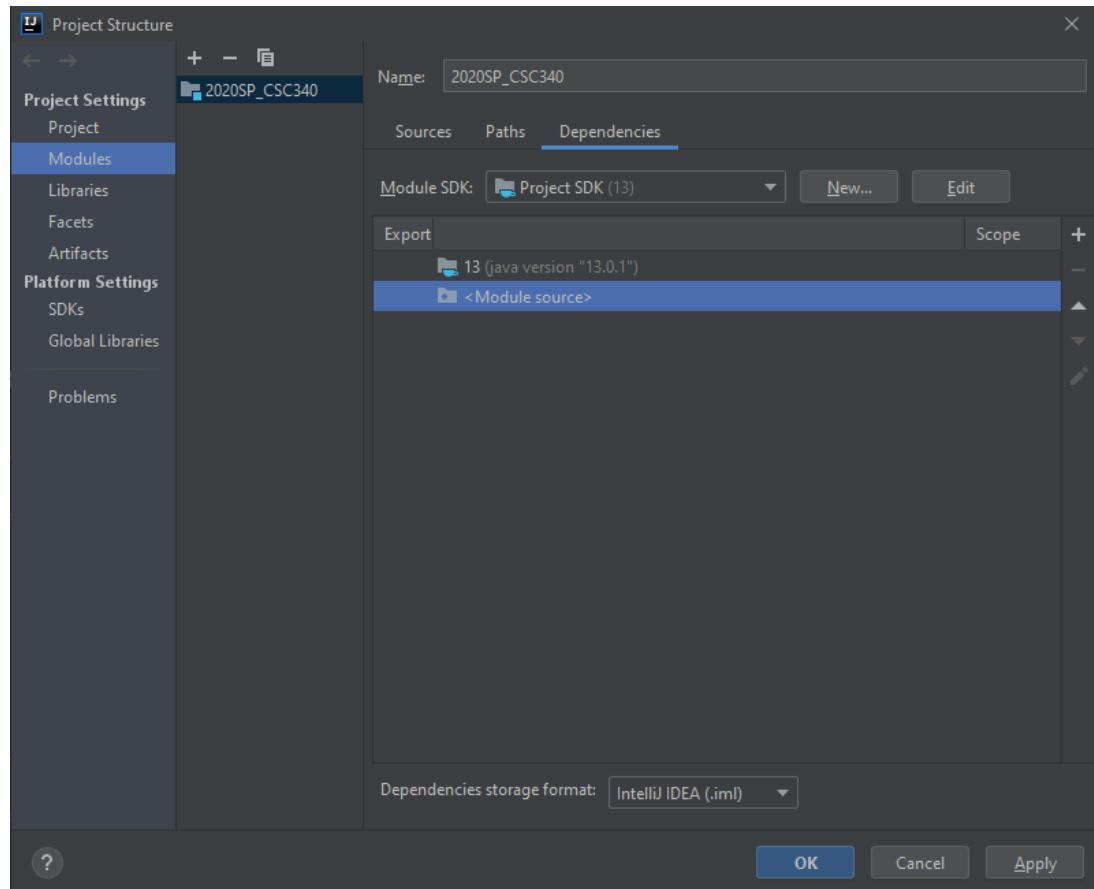 Project Structure
Project Settings
Project
Modules
Libraries
Facets
Artifacts
Platform Settings
SDKs
Global Libraries
Problems
2020SP_CSC340
Name: 2020SP_CSC340
Sources Paths Dependencies
Module SDK: Project SDK (13) New... Edit
Export Scope
13 (java version "13.0.1")
<Module source>
Dependencies storage format: IntelliJ IDEA (.iml)
? OK Cancel Apply